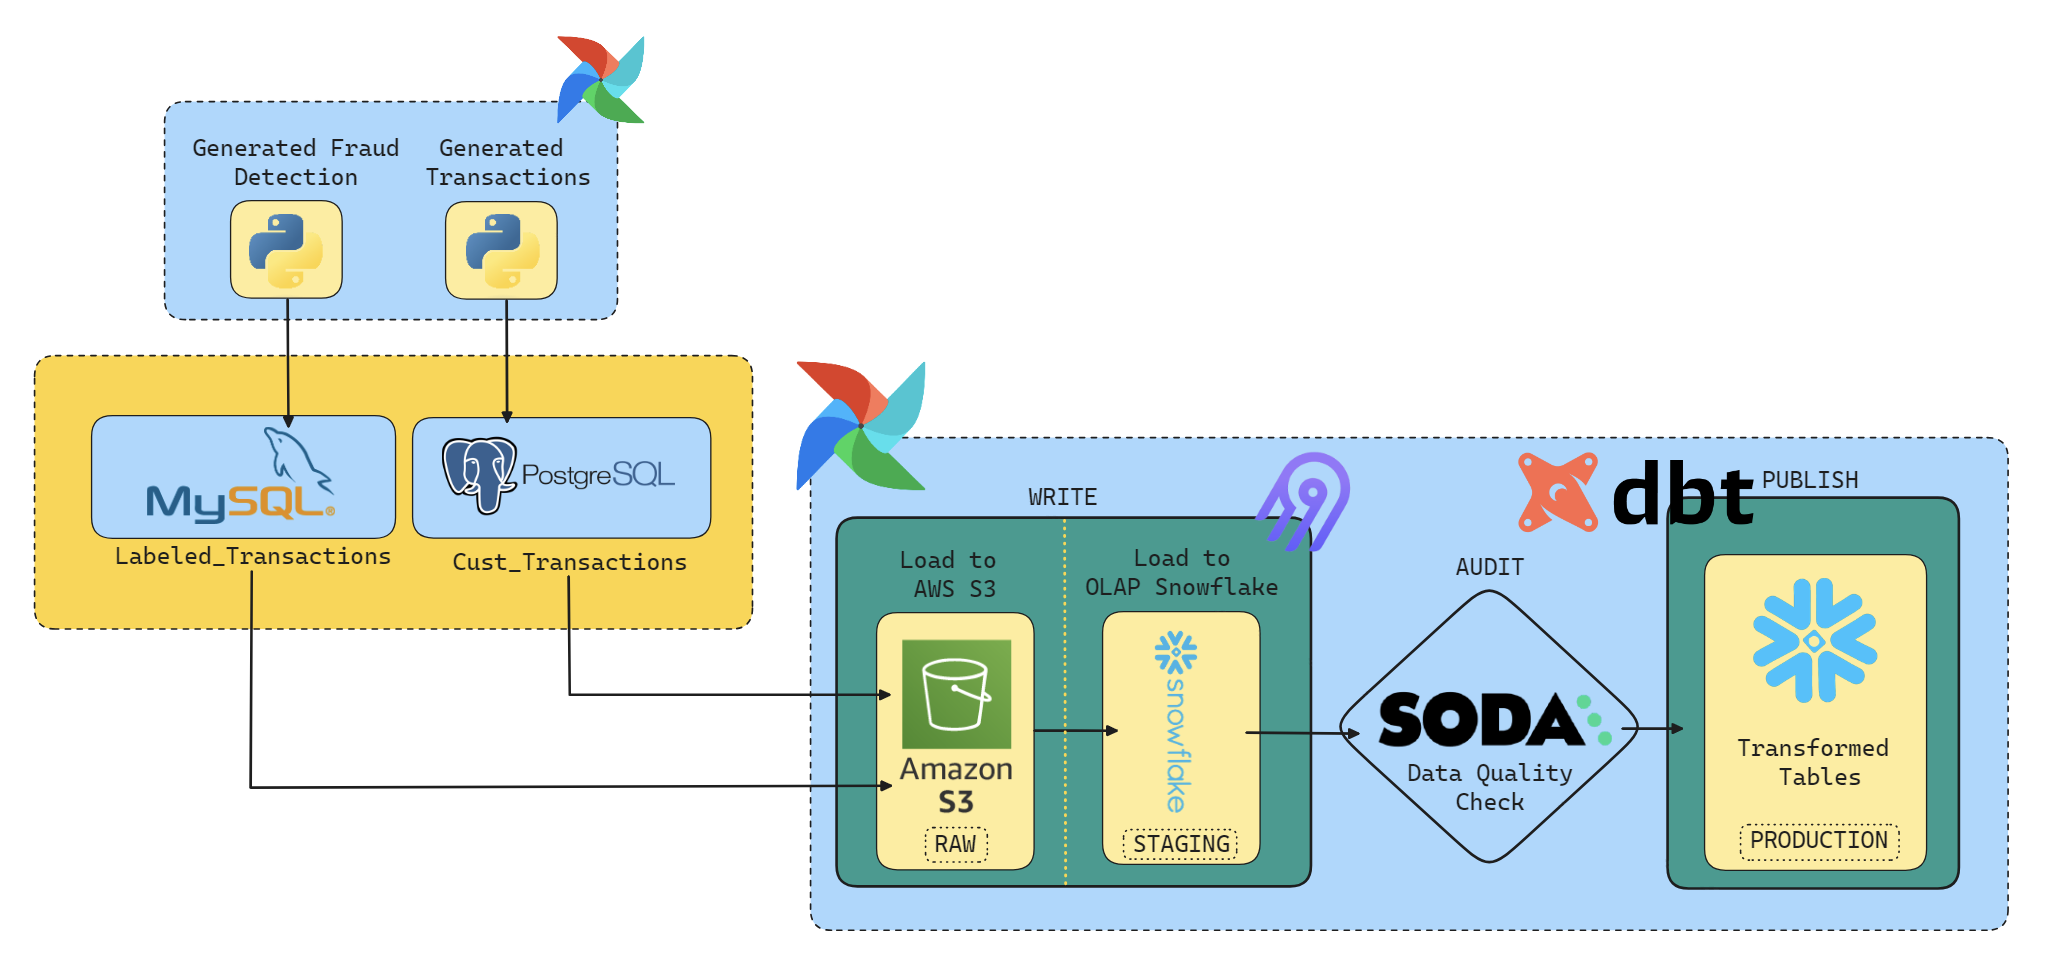 Generated Fraud
Detection
Generated
Transactions
MySQL®
PostgreSQL
Labeled_Transactions
Cust_Transactions
WRITE
Load to
AWS S3
Load to
OLAP Snowflake
Amazon
S3
RAW
snowflake
STAGING
AUDIT
SODA
Data Quality
Check
dbt
PUBLISH
Transformed
Tables
PRODUCTION